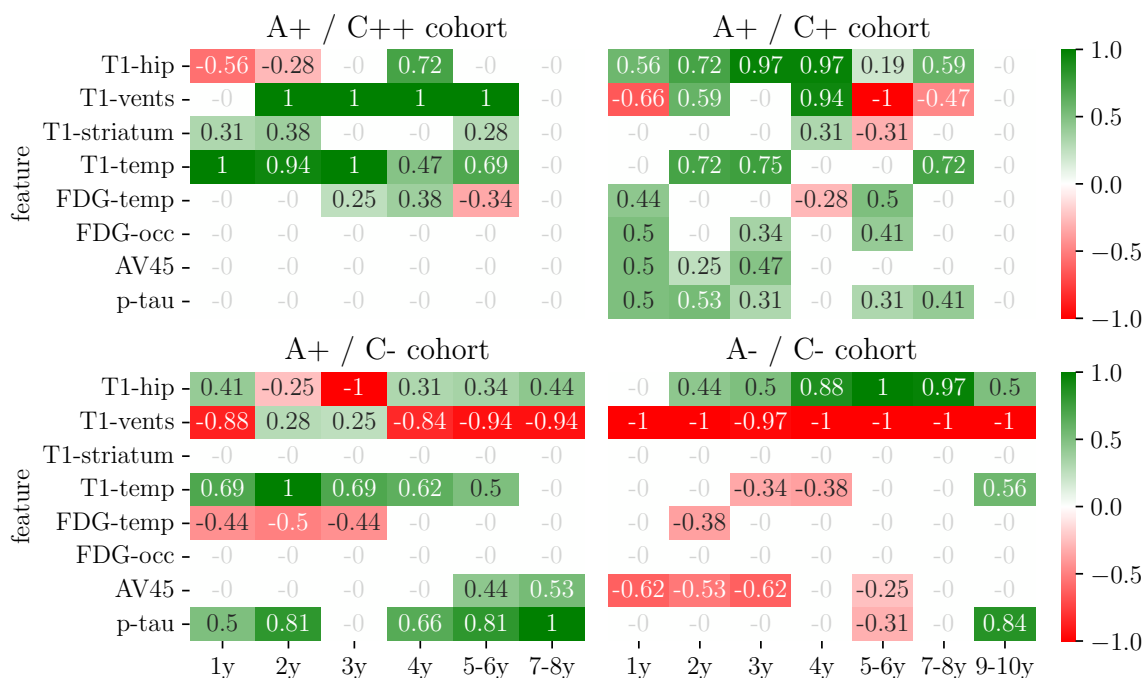 A+ / C++ cohort
A+ / C+ cohort
feature
T1-hip -0.56 -0.28 -0 0.72 -0 -0 0.56 0.72 0.97 0.97 0.19 0.59 -0 1.0
T1-vents -0 1 1 1 1 -0 -0.66 0.59 -0 0.94 -1 -0.47 -0
T1-striatum 0.31 0.38 -0 -0 0.28 -0 -0 -0 -0 0.31 -0.31 -0 -0 0.5
T1-temp 1 0.94 1 0.47 0.69 -0 -0 0.72 0.75 -0 -0 0.72 -0
FDG-temp -0 -0 0.25 0.38 -0.34 -0 0.44 -0 -0 -0.28 0.5 -0 -0 0.0
FDG-occ -0 -0 -0 -0 -0 -0 0.5 -0 0.34 -0 0.41 -0 -0
AV45 -0 -0 -0 -0 -0 -0 0.5 0.25 0.47 -0 -0 -0 -0 −0.5
p-tau -0 -0 -0 -0 -0 -0 0.5 0.53 0.31 -0 0.31 0.41 -0 −1.0
A+ / C- cohort
A- / C- cohort
feature
T1-hip 0.41 -0.25 -1 0.31 0.34 0.44 -0 0.44 0.5 0.88 1 0.97 0.5 1.0
T1-vents -0.88 0.28 0.25 -0.84 -0.94 -0.94 -1 -1 -0.97 -1 -1 -1 -1
T1-striatum -0 -0 -0 -0 -0 -0 -0 -0 -0 -0 -0 -0 -0 0.5
T1-temp 0.69 1 0.69 0.62 0.5 -0 -0 -0 -0.34 -0.38 -0 -0 0.56
FDG-temp -0.44 -0.5 -0.44 -0 -0 -0 -0 -0.38 -0 -0 -0 -0 -0 0.0
FDG-occ -0 -0 -0 -0 -0 -0 -0 -0 -0 -0 -0 -0 -0
AV45 -0 -0 -0 -0 0.44 0.53 -0.62 -0.53 -0.62 -0 -0.25 -0 -0 −0.5
p-tau 0.5 0.81 -0 0.66 0.81 1 -0 -0 -0 -0 -0.31 -0 0.84 −1.0
1y 2y 3y 4y 5-6y 7-8y 1y 2y 3y 4y 5-6y 7-8y 9-10y